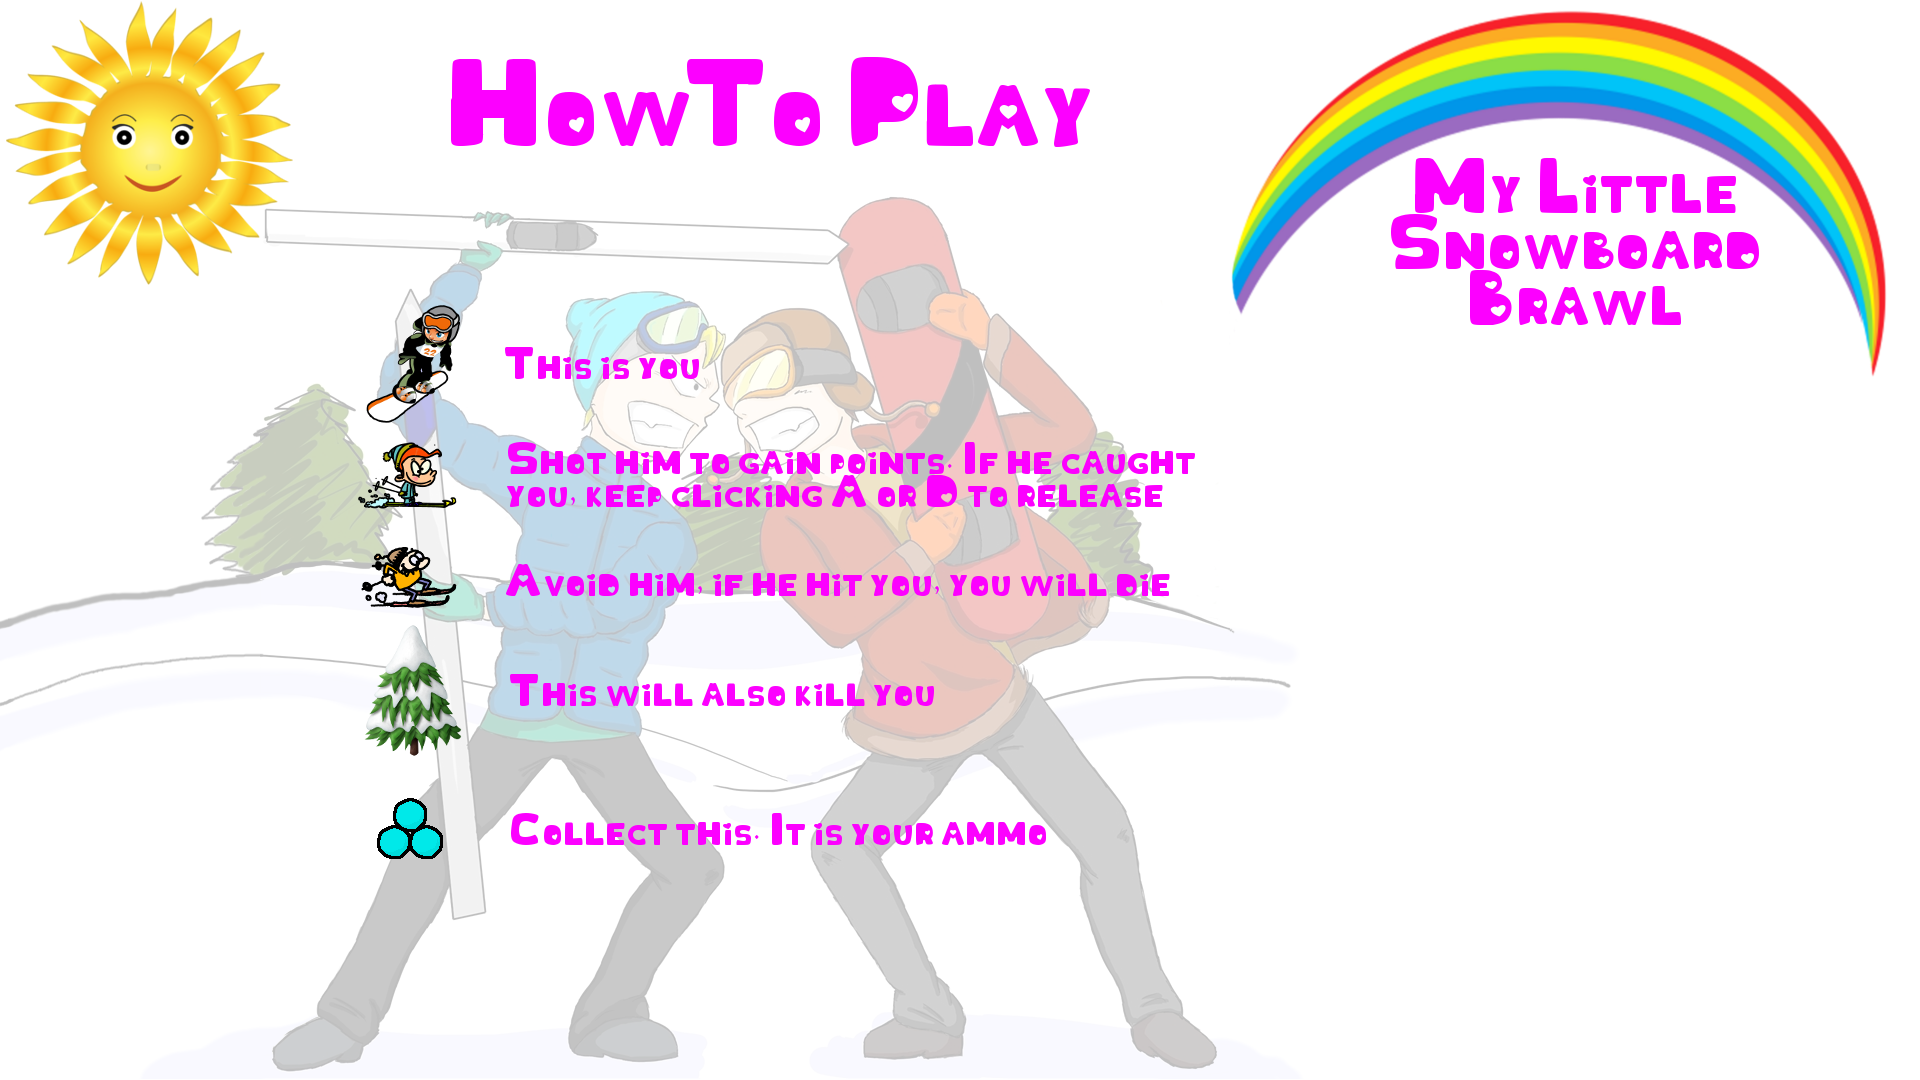 How To Play
My Little
Snowboard
Brawl
This is you
Shot him to gain points. If he caught
you, keep clicking A or D to release
Avoid him, if he hit you, you will die
This will also kill you
Collect this. It is your ammo